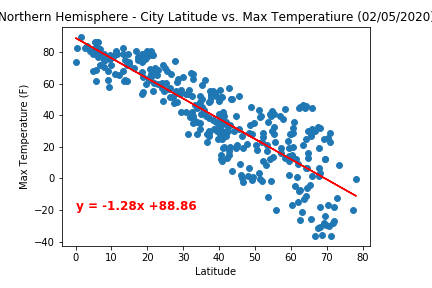 Northern Hemisphere - City Latitude vs. Max Temperature (02/05/2020)
Max Temperature (F)
80
60
40
20
0
−20
−40
y = -1.28x +88.86
0 10 20 30 40 50 60 70 80
Latitude